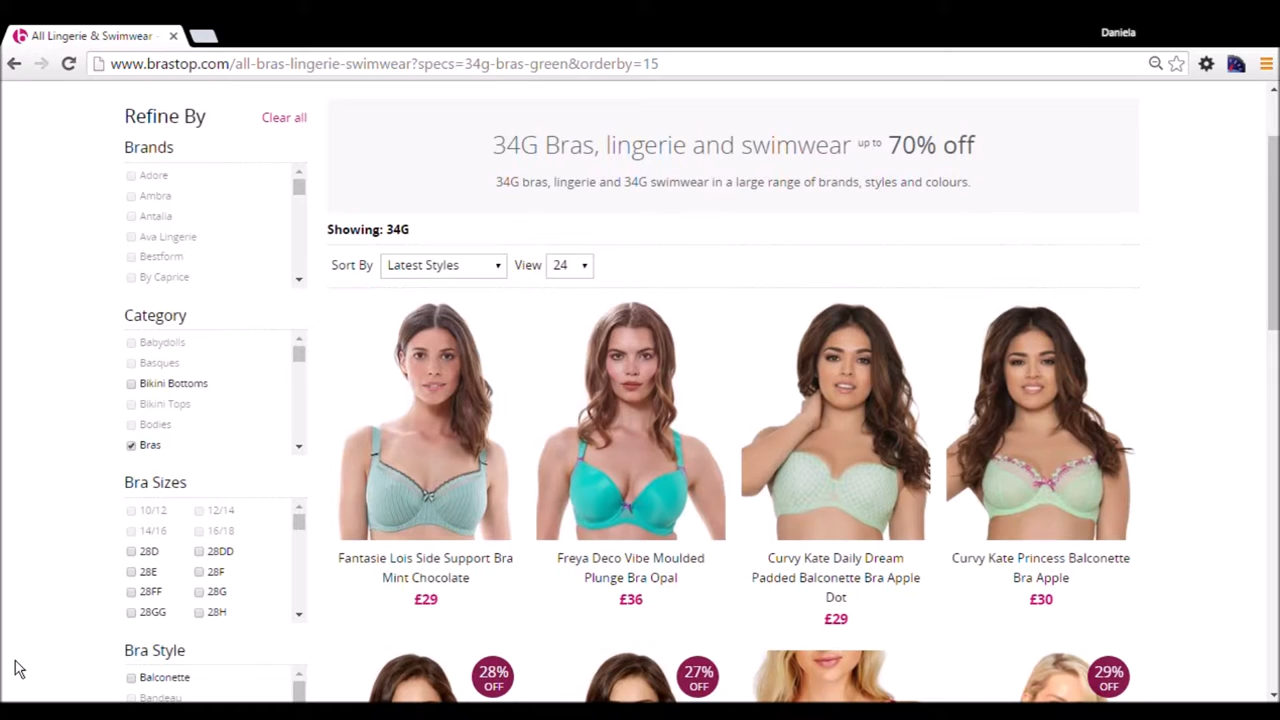 Daniela
All Lingerie & Swimwear -
www.brastop.com/all-bras-lingerie-swimwear?specs=34g-bras-green&orderby=15
Refine By
Clear all
Brands
Adore
Ambra
Antalia
Ava Lingerie
Bestform
By Caprice
Category
Babydolls
Basques
Bikini Bottoms
Bikini Tops
Bodies
Bras
Bra Sizes
10/12 12/14
14/16 16/18
28D 28DD
28E 28F
28FF 28G
28GG 28H
Bra Style
Balconette
Bandeau
34G Bras, lingerie and swimwear up to 70% off
34G bras, lingerie and 34G swimwear in a large range of brands, styles and colours.
Showing: 34G
Sort By Latest Styles View 24
Fantasie Lois Side Support Bra
Mint Chocolate
£29
Freya Deco Vibe Moulded
Plunge Bra Opal
£36
Curvy Kate Daily Dream
Padded Balconette Bra Apple
Dot
£29
Curvy Kate Princess Balconette
Bra Apple
£30
28%
OFF
27%
OFF
29%
OFF